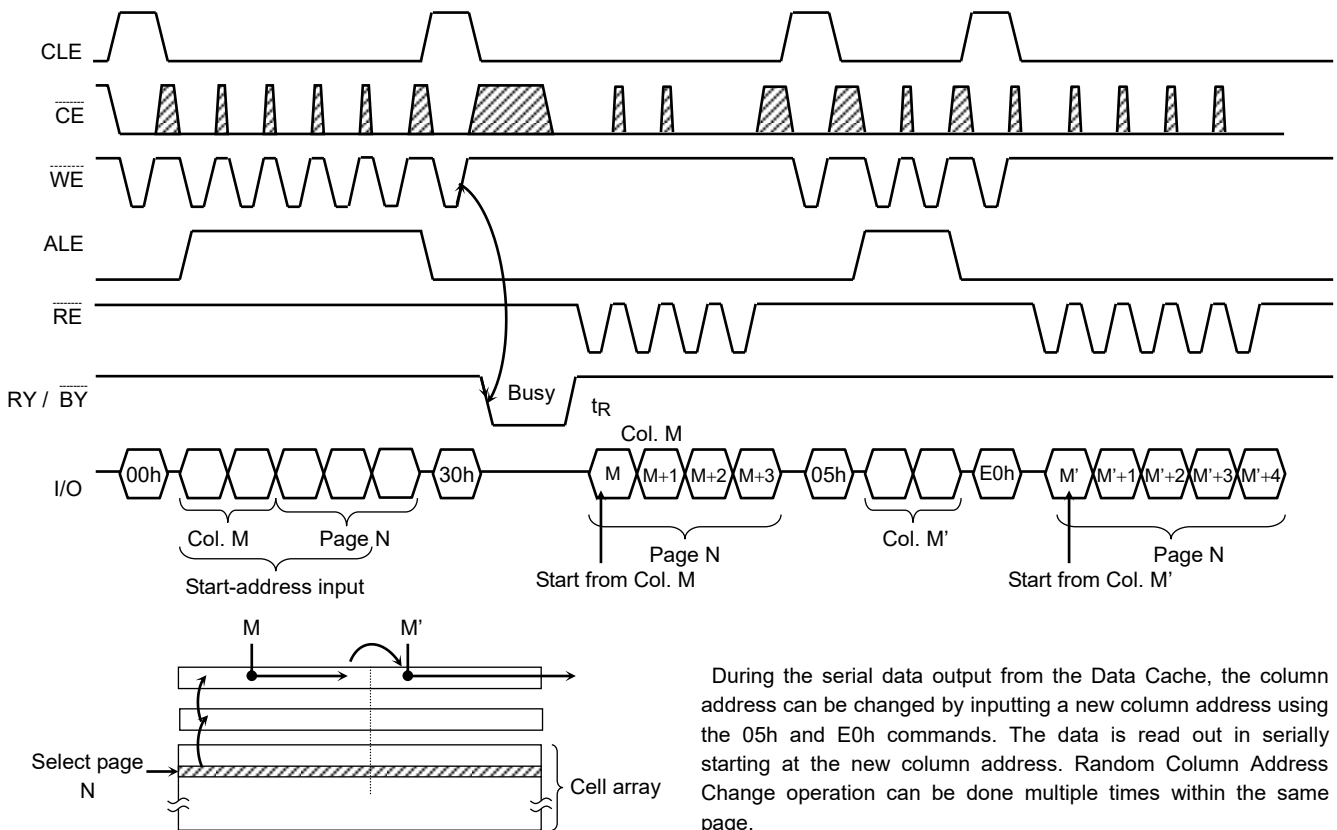 CLE
CE
WE
ALE
RE
RY / BY
Busy
tR
Col. M
I/O
00h
30h
M
M+1
M+2
M+3
05h
E0h
M'
M'+1
M'+2
M'+3
M'+4
Col. M
Page N
Start-address input
Page N
Start from Col. M
Col. M'
Page N
Start from Col. M'
M
M'
Select page
N
Cell array
During the serial data output from the Data Cache, the column
address can be changed by inputting a new column address using
the 05h and E0h commands. The data is read out in serially
starting at the new column address. Random Column Address
Change operation can be done multiple times within the same
page.